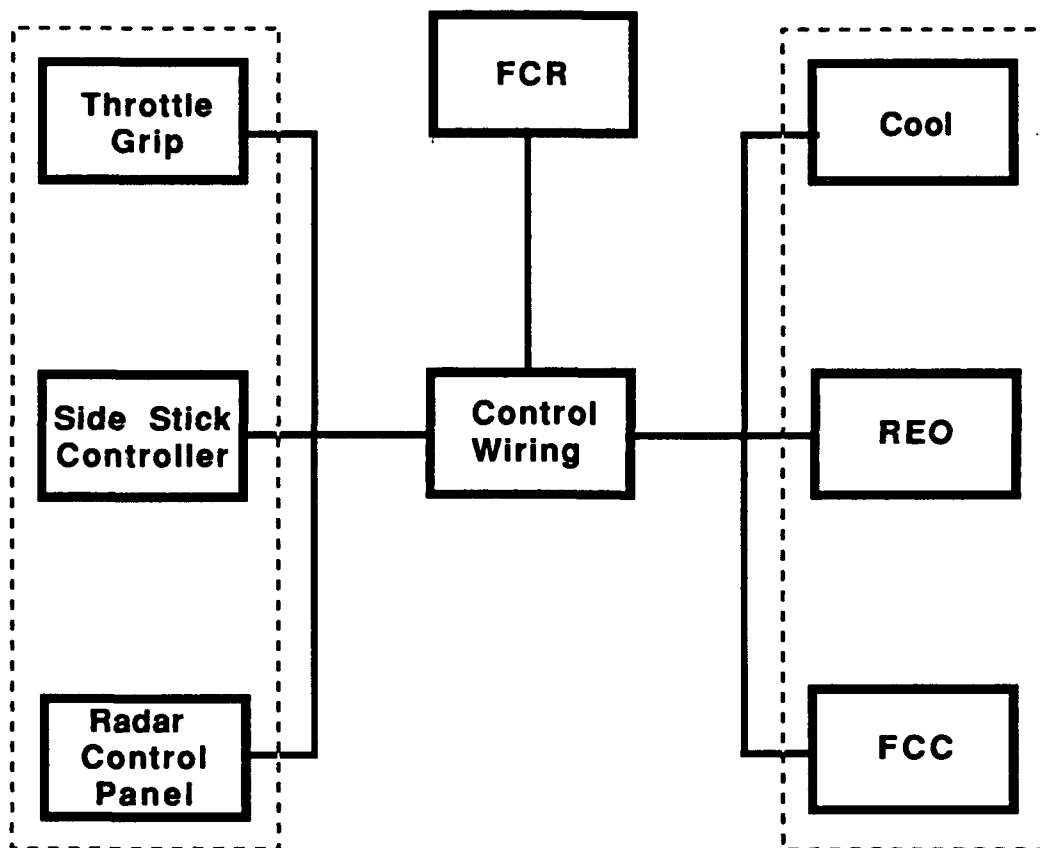 Throttle
Grip
FCR
Cool
Side Stick
Controller
Control
Wiring
REO
Radar
Control
Panel
FCC